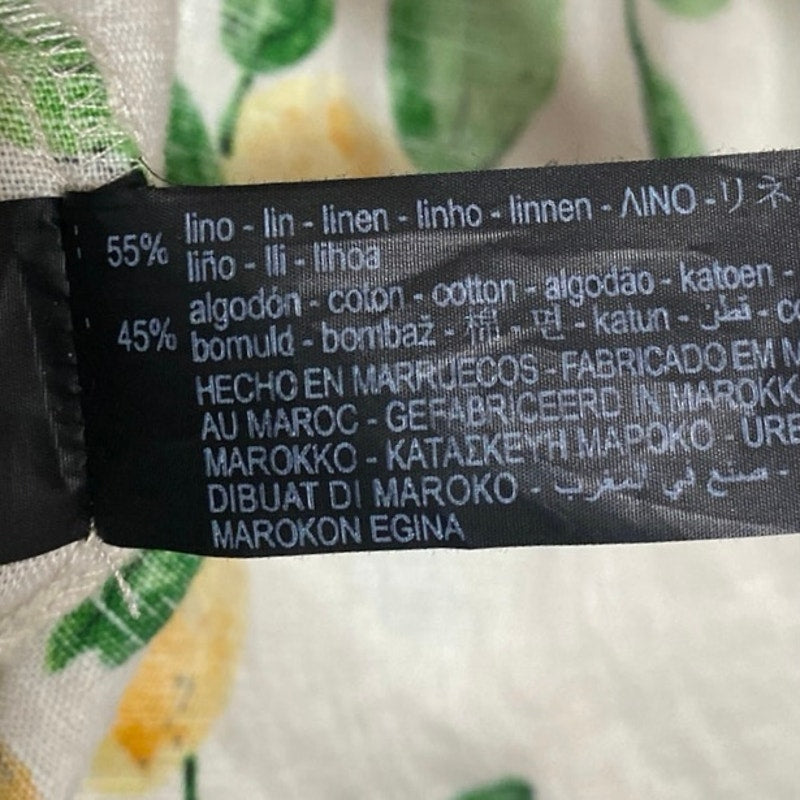 55% lino - lin - linen - linho - linnen - ΛΙΝΟ - リネ
liño - lli - lihoa
45% algodón - coton - cotton - algodão - katoen -
bomuld - bombaž - 棉 - 면 - katun - قطن - co
HECHO EN MARRUECOS - FABRICADO EM M
AU MAROC - GEFABRICEERD IN MAROKK
MAROKKO - ΚΑΤΑΣΚΕΥΗ ΜΑΡΟΚΟ - URE
DIBUAT DI MAROKO - صنع في المغرب -
MAROKON EGINA